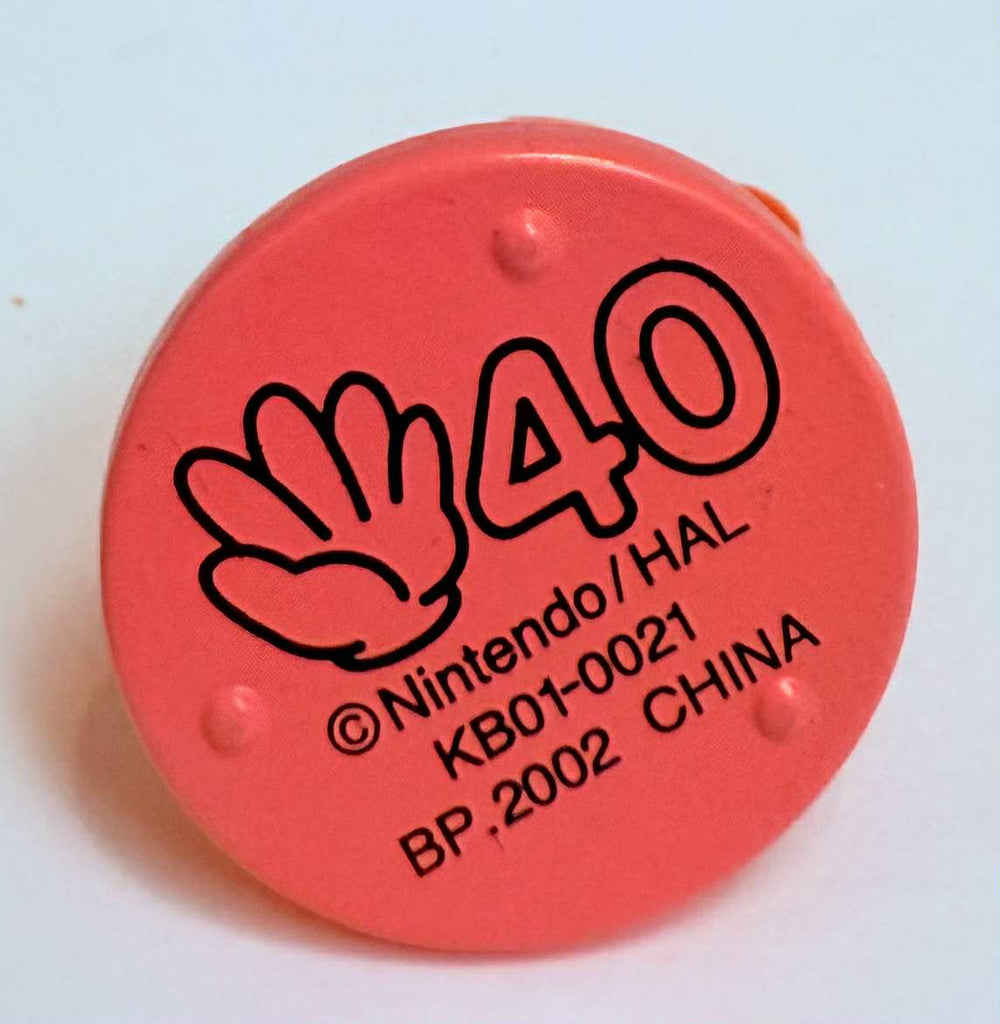 40
©Nintendo/HAL
KB01-0021
BP,2002 CHINA